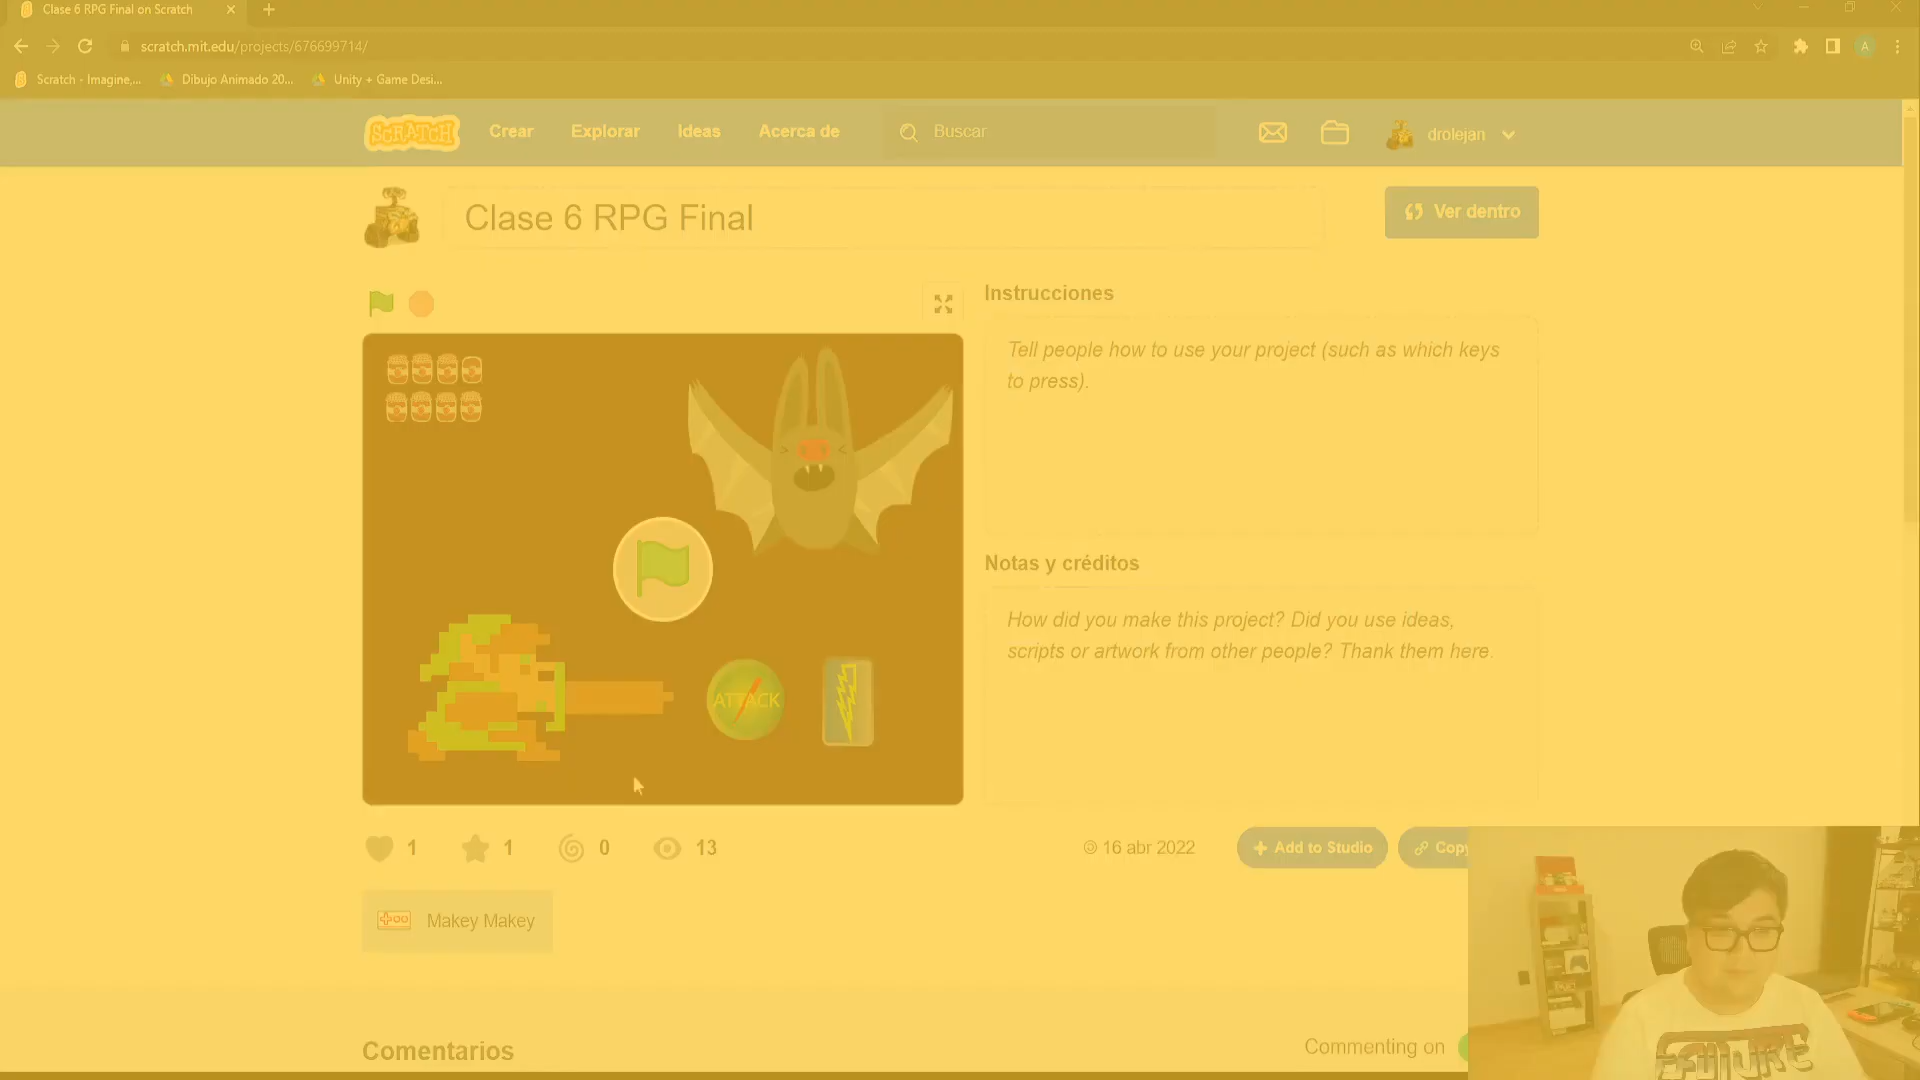 Clase 6 RPG Final on Scratch
scratch.mit.edu/projects/676699714/
A
Scratch - Imagine,... Dibujo Animado 20... Unity + Game Desi...
SCRATCH Crear Explorar Ideas Acerca de Buscar drolejan
Clase 6 RPG Final
Ver dentro
Instrucciones
Tell people how to use your project (such as which keys
to press).
ATTACK
Notas y créditos
How did you make this project? Did you use ideas,
scripts or artwork from other people? Thank them here.
1 1 0 13
© 16 abr 2022
Add to Studio
Copy
Makey Makey
Comentarios
Commenting on
FUTURE